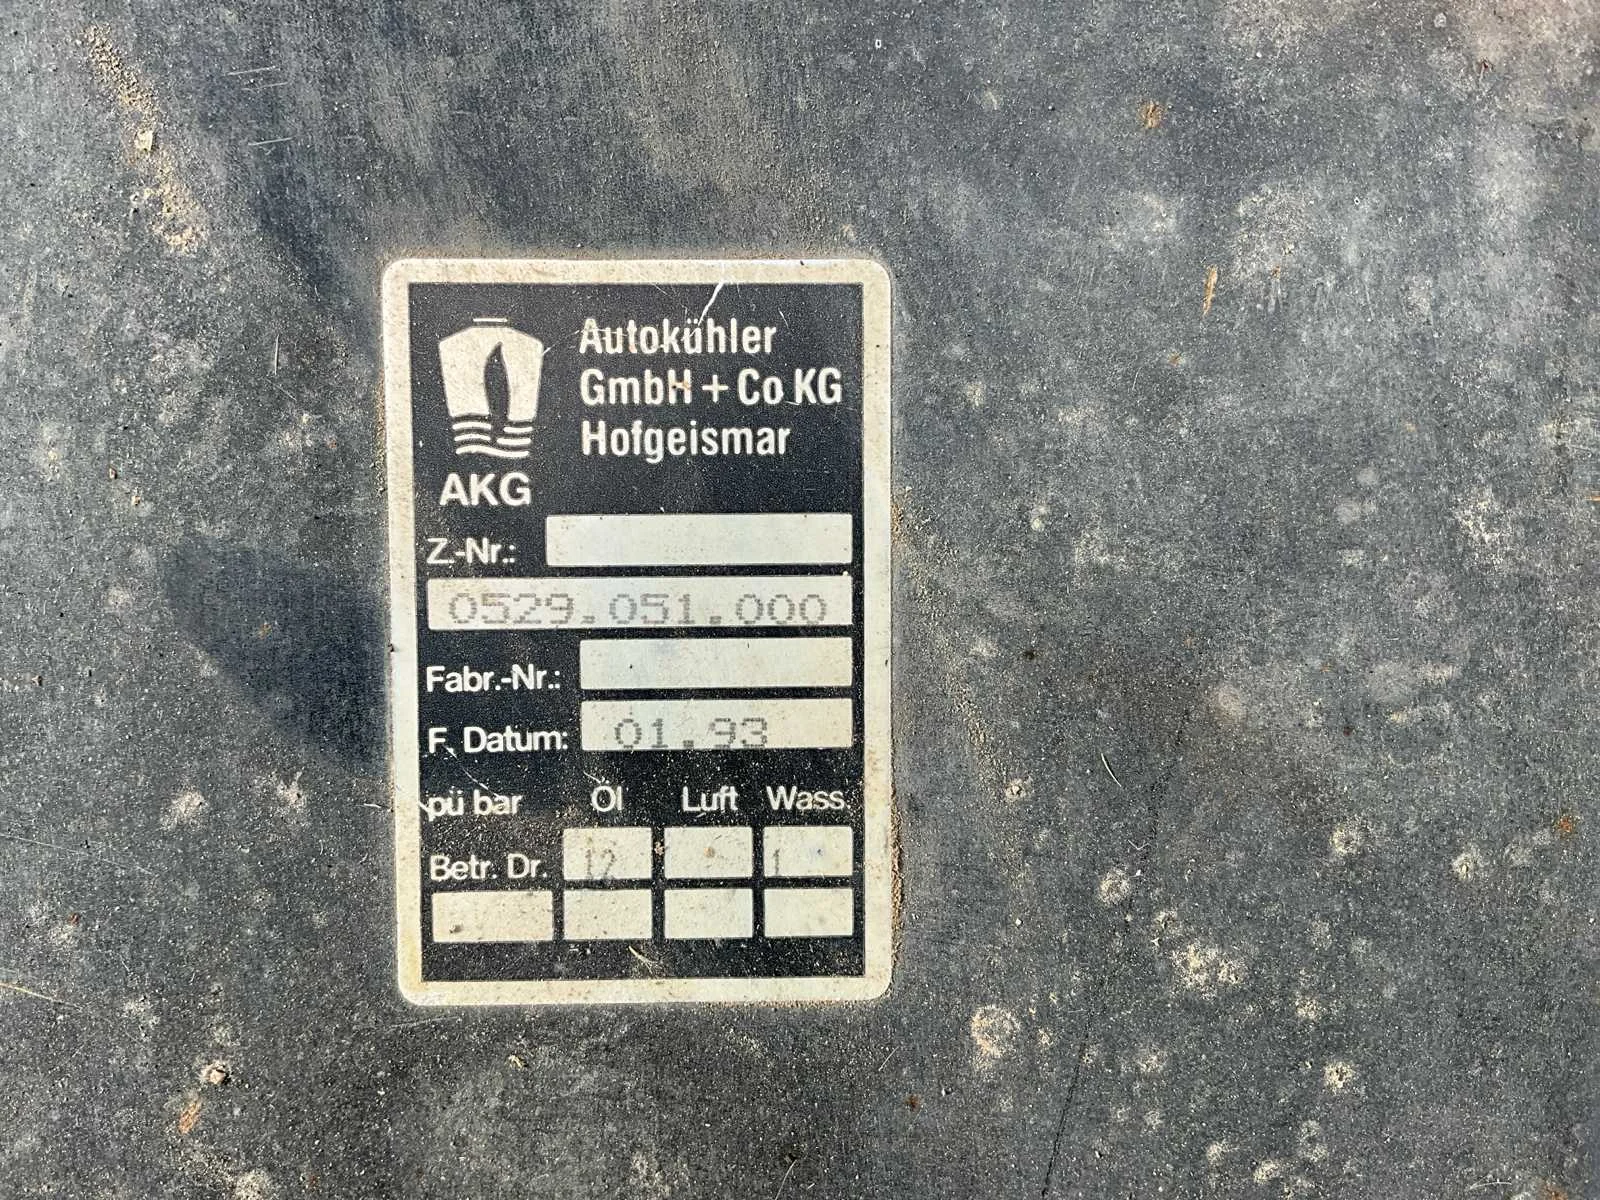 Autokühler
GmbH + Co KG
Hofgeismar
AKG
Z.-Nr.:
0529.051.000
Fabr.-Nr.:
F. Datum: 01.93
pü bar Öl Luft Wass.
Betr. Dr. 12 - 1